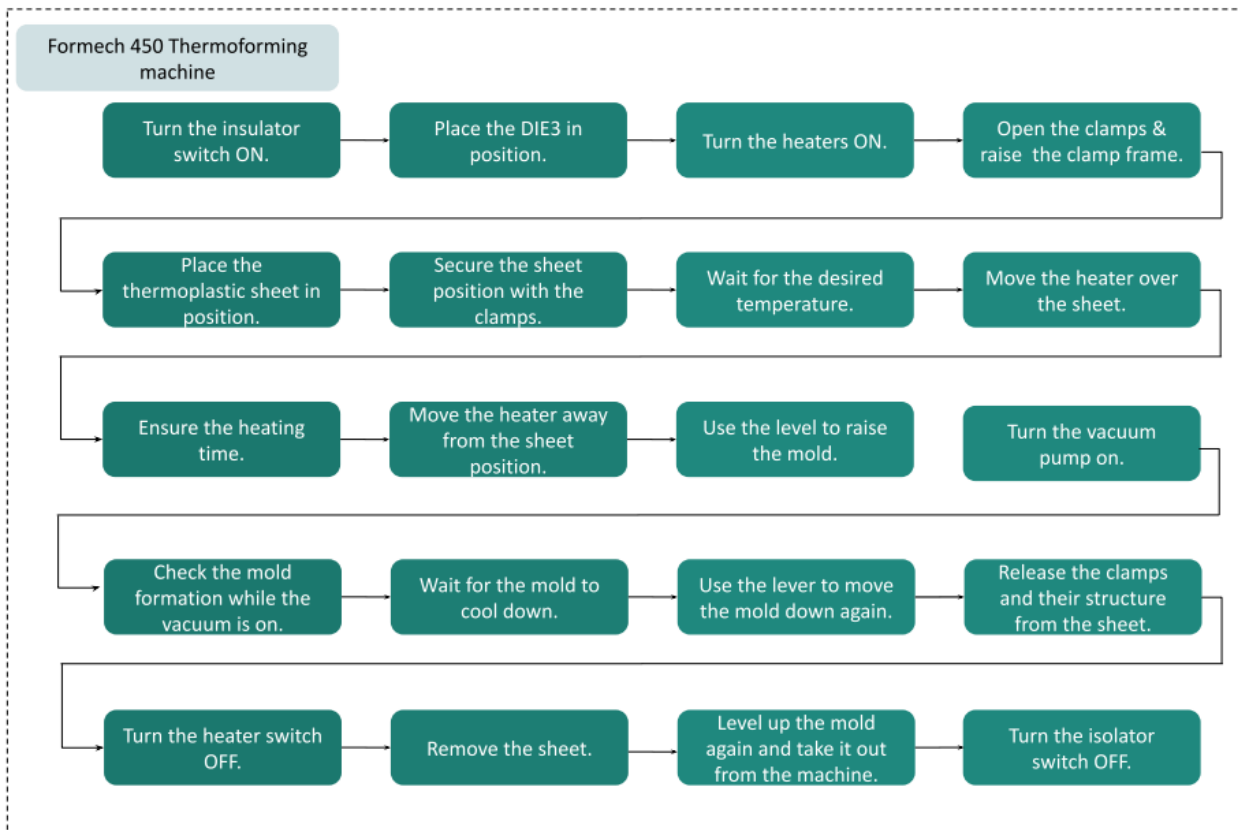 Formech 450 Thermoforming
machine
Turn the insulator
switch ON.
Place the DIE3 in
position.
Turn the heaters ON.
Open the clamps &
raise the clamp frame.
Place the
thermoplastic sheet in
position.
Secure the sheet
position with the
clamps.
Wait for the desired
temperature.
Move the heater over
the sheet.
Ensure the heating
time.
Move the heater away
from the sheet
position.
Use the level to raise
the mold.
Turn the vacuum
pump on.
Check the mold
formation while the
vacuum is on.
Wait for the mold to
cool down.
Use the lever to move
the mold down again.
Release the clamps
and their structure
from the sheet.
Turn the heater switch
OFF.
Remove the sheet.
Level up the mold
again and take it out
from the machine.
Turn the isolator
switch OFF.